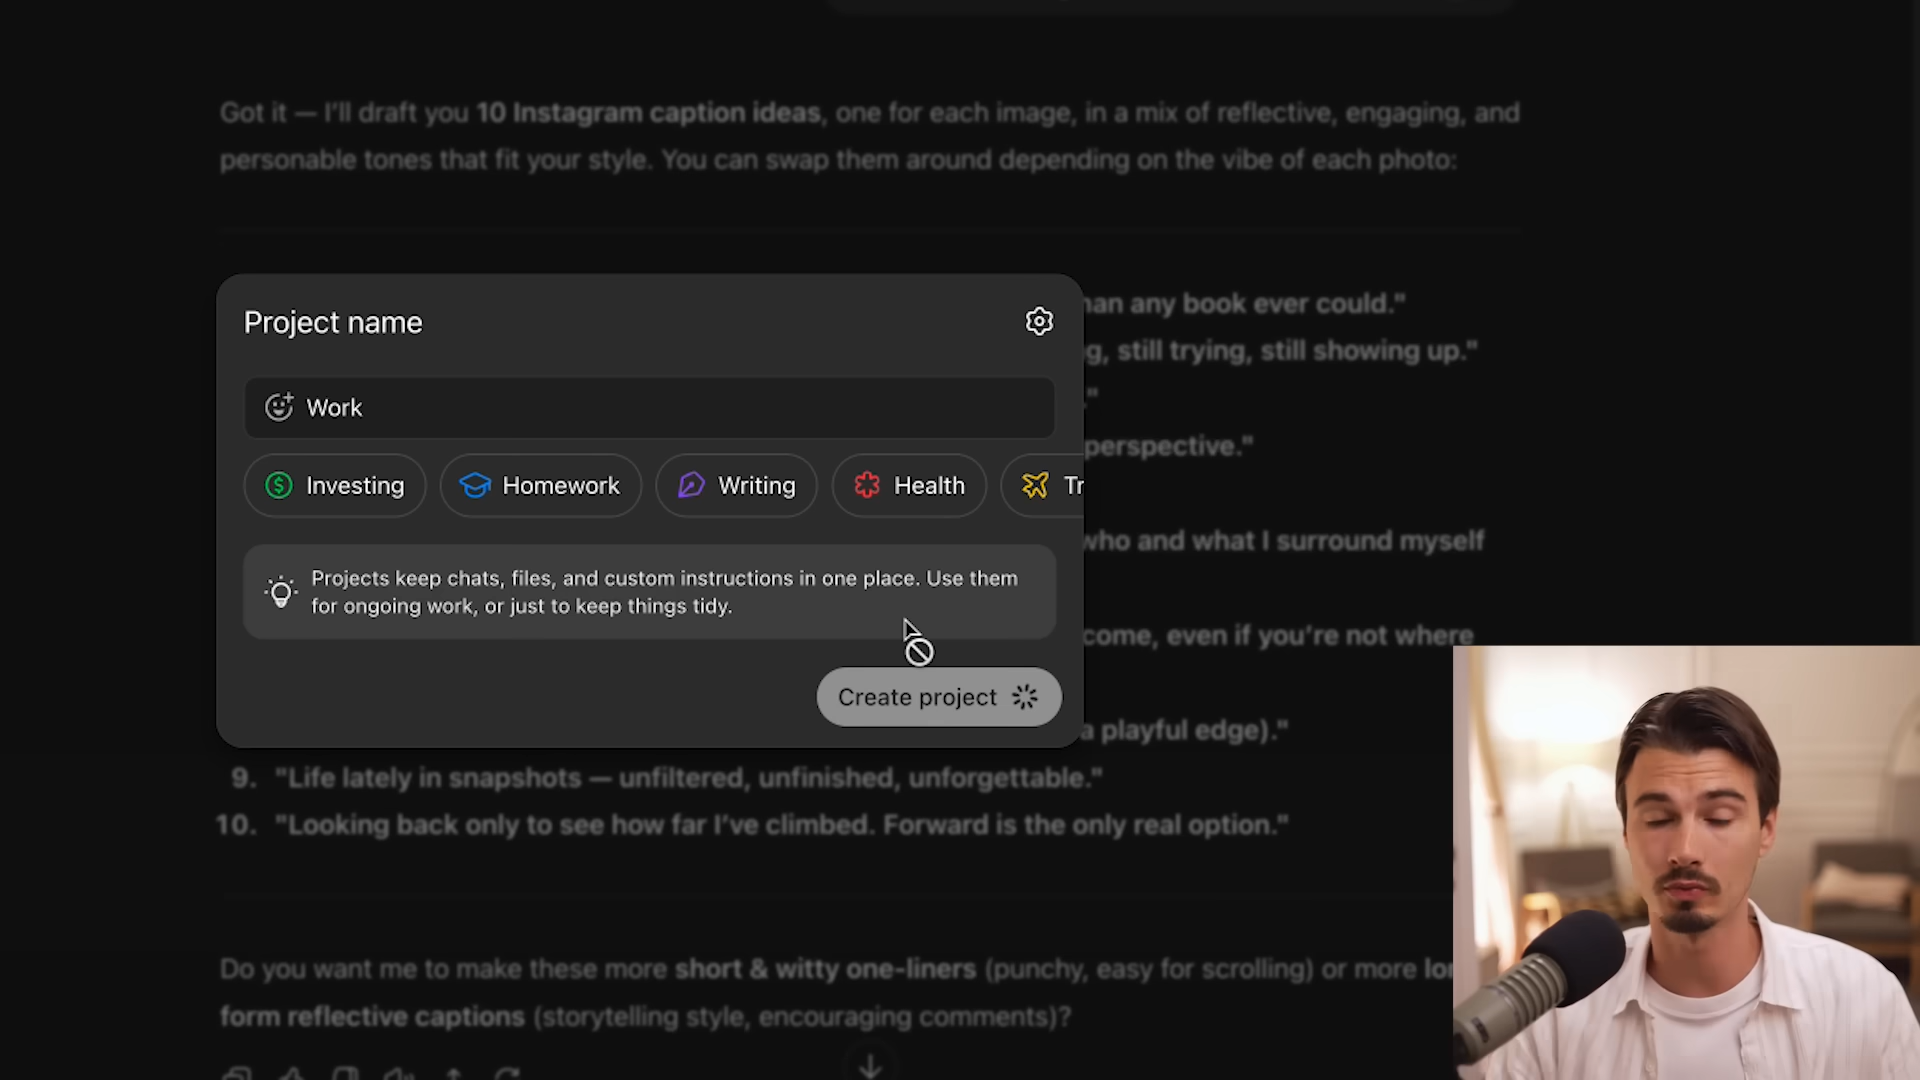 Got it — I'll draft you 10 Instagram caption ideas, one for each image, in a mix of reflective, engaging, and
personable tones that fit your style. You can swap them around depending on the vibe of each photo:
Project name
Work
Investing
Homework
Writing
Health
Projects keep chats, files, and custom instructions in one place. Use them
for ongoing work, or just to keep things tidy.
Create project
any book ever could."
still trying, still showing up."
perspective."
who and what I surround myself
come, even if you're not where
a playful edge)."
9. "Life lately in snapshots — unfiltered, unfinished, unforgettable."
10. "Looking back only to see how far I've climbed. Forward is the only real option."
Do you want me to make these more short & witty one-liners (punchy, easy for scrolling) or more
form reflective captions (storytelling style, encouraging comments)?